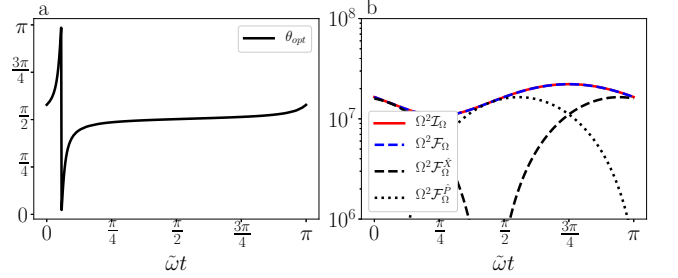 a
π
3π/4
π/2
π/4
0
θ_opt
0 π/4 π/2 3π/4 π
ω̃t
b
10^8
10^7
10^6
Ω²ℐ_Ω
Ω²ℱ_Ω
Ω²ℱ_Ω^X̂
Ω²ℱ_Ω^P̂
0 π/4 π/2 3π/4 π
ω̃t